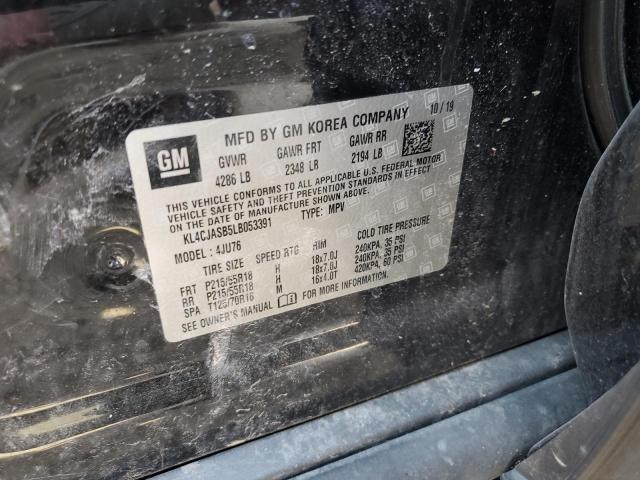 GM
MFD BY GM KOREA COMPANY 10/19
GVWR GAWR FRT GAWR RR
4286 LB 2348 LB 2194 LB
THIS VEHICLE CONFORMS TO ALL APPLICABLE U.S. FEDERAL MOTOR
VEHICLE SAFETY AND THEFT PREVENTION STANDARDS IN EFFECT
ON THE DATE OF MANUFACTURE SHOWN ABOVE.
KL4CJASB5LB053391 TYPE: MPV
MODEL: 4JU76
TIRE SIZE SPEED RTG RIM COLD TIRE PRESSURE
FRT P215/55R18 H 18x7.0J 240KPA, 35 PSI
RR P215/55R18 H 18x7.0J 240KPA, 35 PSI
SPA T125/70R16 M 16x4.0T 420KPA, 60 PSI
SEE OWNER'S MANUAL FOR MORE INFORMATION.